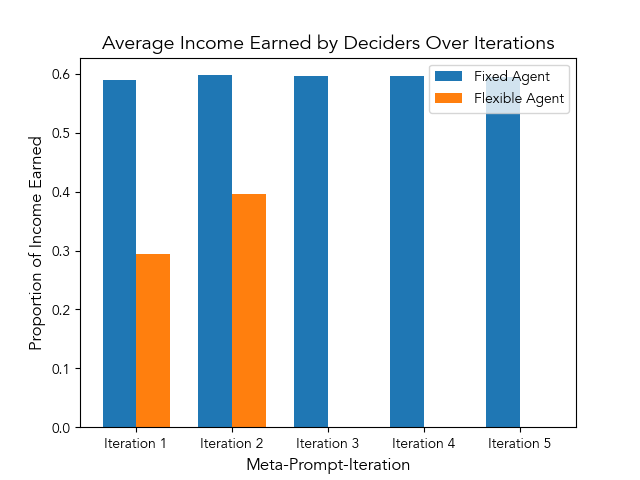 Average Income Earned by Deciders Over Iterations
Fixed Agent
Flexible Agent
Proportion of Income Earned
0.6
0.5
0.4
0.3
0.2
0.1
0.0
Iteration 1
Iteration 2
Iteration 3
Iteration 4
Iteration 5
Meta-Prompt-Iteration